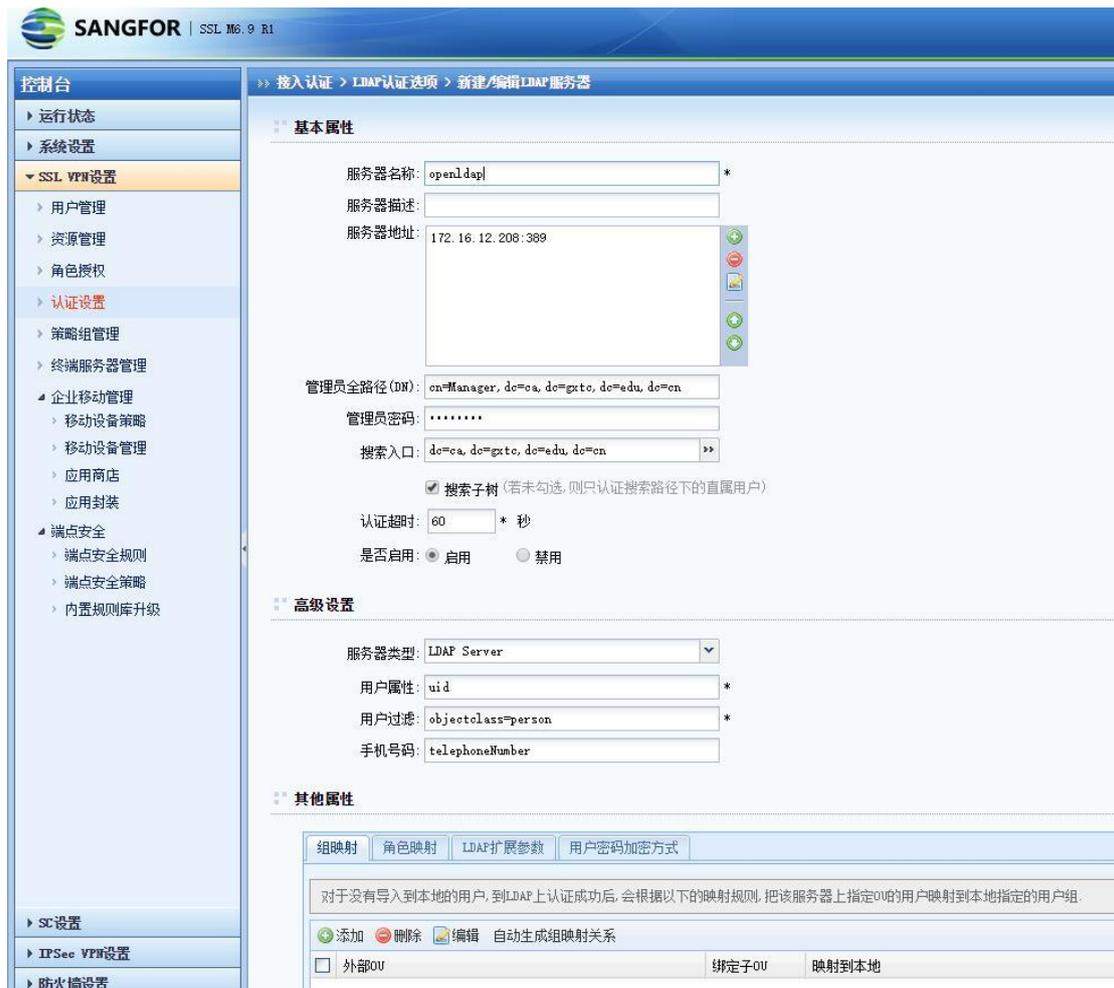 SANGFOR | SSL M6.9 R1
控制台
运行状态
系统设置
SSL VPN设置
用户管理
资源管理
角色授权
认证设置
策略组管理
终端服务器管理
企业移动管理
移动设备策略
移动设备管理
应用商店
应用封装
端点安全
端点安全规则
端点安全策略
内置规则库升级
SC设置
IPSec VPN设置
防火墙设置
>> 接入认证 > LDAP认证选项 > 新建/编辑LDAP服务器
基本属性
服务器名称: openldap *
服务器描述:
服务器地址: 172.16.12.208:389
管理员全路径(DN): cn=Manager,dc=ca,dc=gxtc,dc=edu,dc=cn
管理员密码: ••••••••
搜索入口: dc=ca,dc=gxtc,dc=edu,dc=cn >>
搜索子树 (若未勾选,则只认证搜索路径下的直属用户)
认证超时: 60 * 秒
是否启用: 启用 禁用
高级设置
服务器类型: LDAP Server
用户属性: uid *
用户过滤: objectclass=person *
手机号码: telephoneNumber
其他属性
组映射 角色映射 LDAP扩展参数 用户密码加密方式
对于没有导入到本地的用户,到LDAP上认证成功后,会根据以下的映射规则,把该服务器上指定OU的用户映射到本地指定的用户组.
添加 删除 编辑 自动生成组映射关系
外部OU 绑定子OU 映射到本地